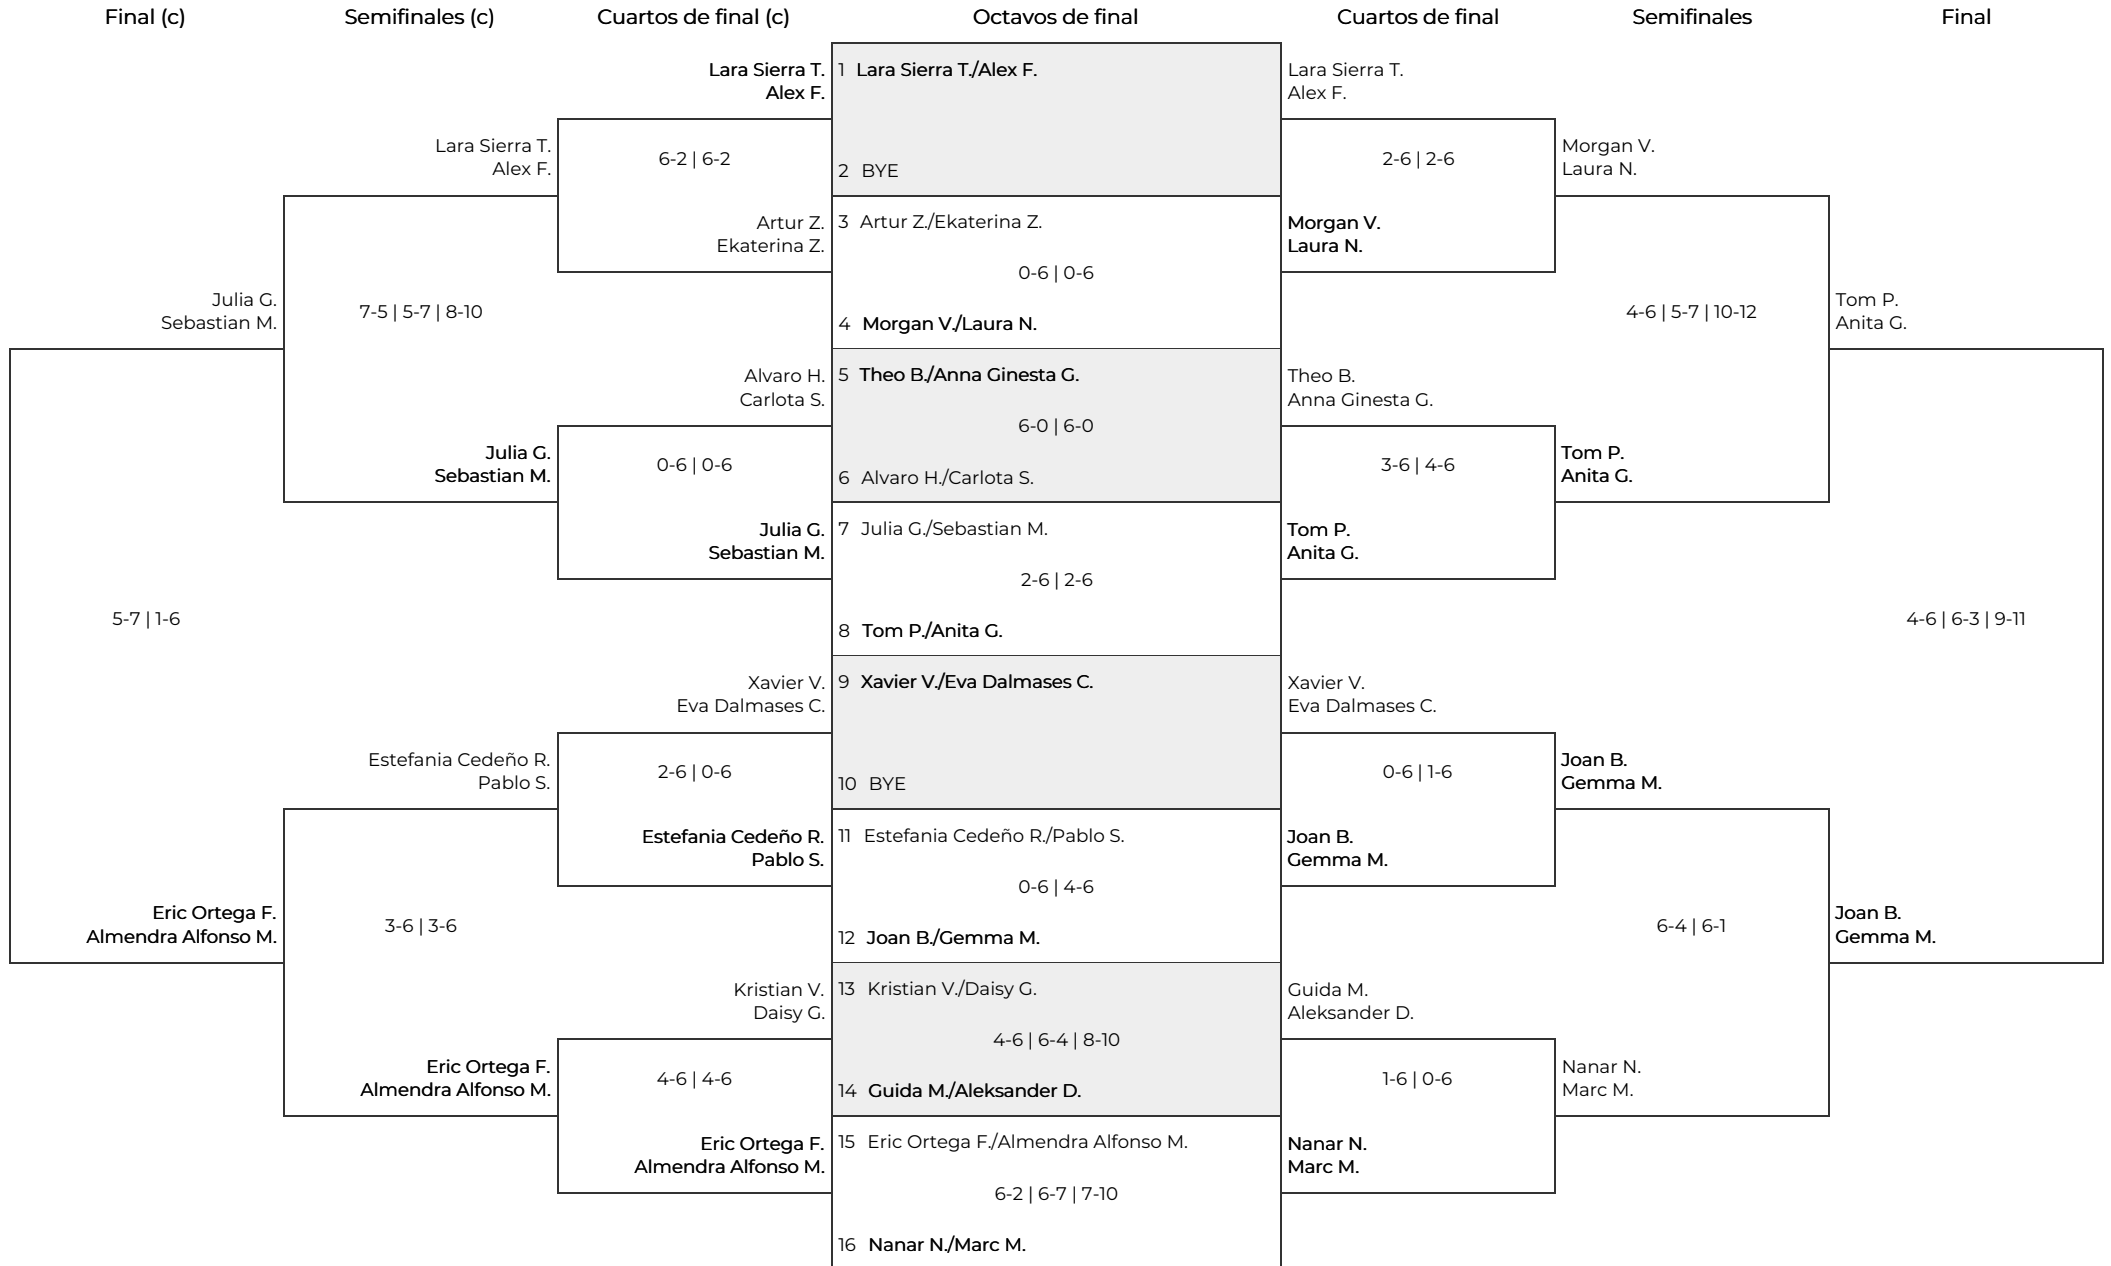 Final (c)
Semifinales (c)
Cuartos de final (c)
Octavos de final
Cuartos de final
Semifinales
Final
Julia G.
Sebastian M.
5-7 | 1-6
Eric Ortega F.
Almendra Alfonso M.
Lara Sierra T.
Alex F.
7-5 | 5-7 | 8-10
Julia G.
Sebastian M.
Estefania Cedeño R.
Pablo S.
3-6 | 3-6
Eric Ortega F.
Almendra Alfonso M.
Lara Sierra T.
Alex F.
6-2 | 6-2
Artur Z.
Ekaterina Z.
Alvaro H.
Carlota S.
0-6 | 0-6
Julia G.
Sebastian M.
Xavier V.
Eva Dalmases C.
2-6 | 0-6
Estefania Cedeño R.
Pablo S.
Kristian V.
Daisy G.
4-6 | 4-6
Eric Ortega F.
Almendra Alfonso M.
1 Lara Sierra T./Alex F.
2 BYE
3 Artur Z./Ekaterina Z.
0-6 | 0-6
4 Morgan V./Laura N.
5 Theo B./Anna Ginesta G.
6-0 | 6-0
6 Alvaro H./Carlota S.
7 Julia G./Sebastian M.
2-6 | 2-6
8 Tom P./Anita G.
9 Xavier V./Eva Dalmases C.
10 BYE
11 Estefania Cedeño R./Pablo S.
0-6 | 4-6
12 Joan B./Gemma M.
13 Kristian V./Daisy G.
4-6 | 6-4 | 8-10
14 Guida M./Aleksander D.
15 Eric Ortega F./Almendra Alfonso M.
6-2 | 6-7 | 7-10
16 Nanar N./Marc M.
Lara Sierra T.
Alex F.
2-6 | 2-6
Morgan V.
Laura N.
Theo B.
Anna Ginesta G.
3-6 | 4-6
Tom P.
Anita G.
Xavier V.
Eva Dalmases C.
0-6 | 1-6
Joan B.
Gemma M.
Guida M.
Aleksander D.
1-6 | 0-6
Nanar N.
Marc M.
Morgan V.
Laura N.
4-6 | 5-7 | 10-12
Tom P.
Anita G.
Joan B.
Gemma M.
6-4 | 6-1
Nanar N.
Marc M.
Tom P.
Anita G.
4-6 | 6-3 | 9-11
Joan B.
Gemma M.